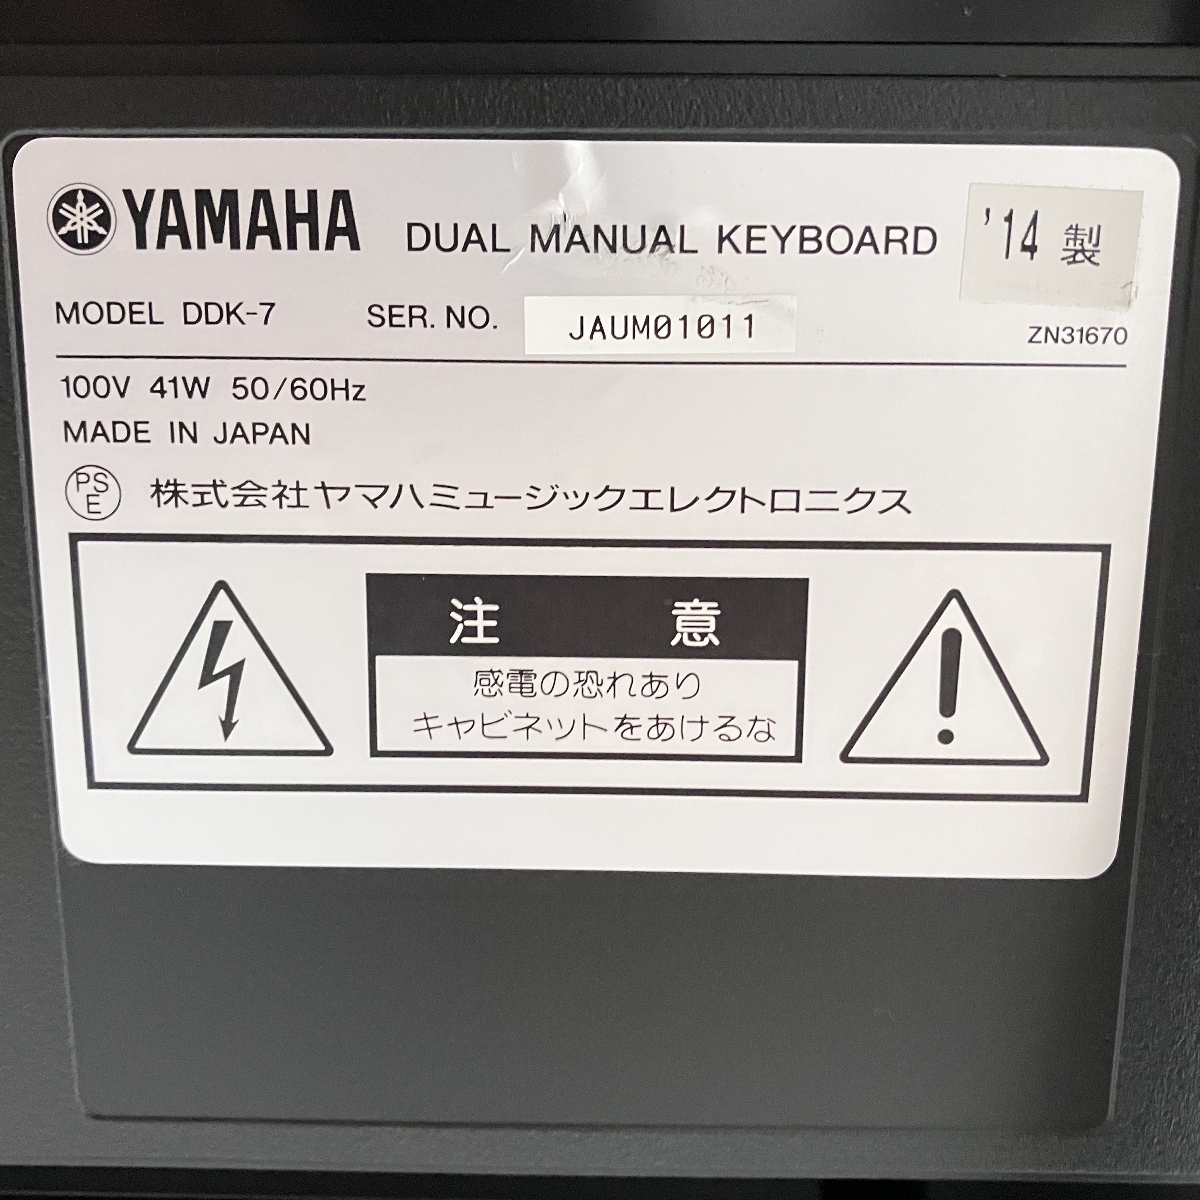 YAMAHA DUAL MANUAL KEYBOARD '14 製
MODEL DDK-7 SER. NO. JAUM01011 ZN31670
100V 41W 50/60Hz
MADE IN JAPAN
PSE 株式会社ヤマハミュージックエレクトロニクス
注意
感電の恐れあり
キャビネットをあけるな